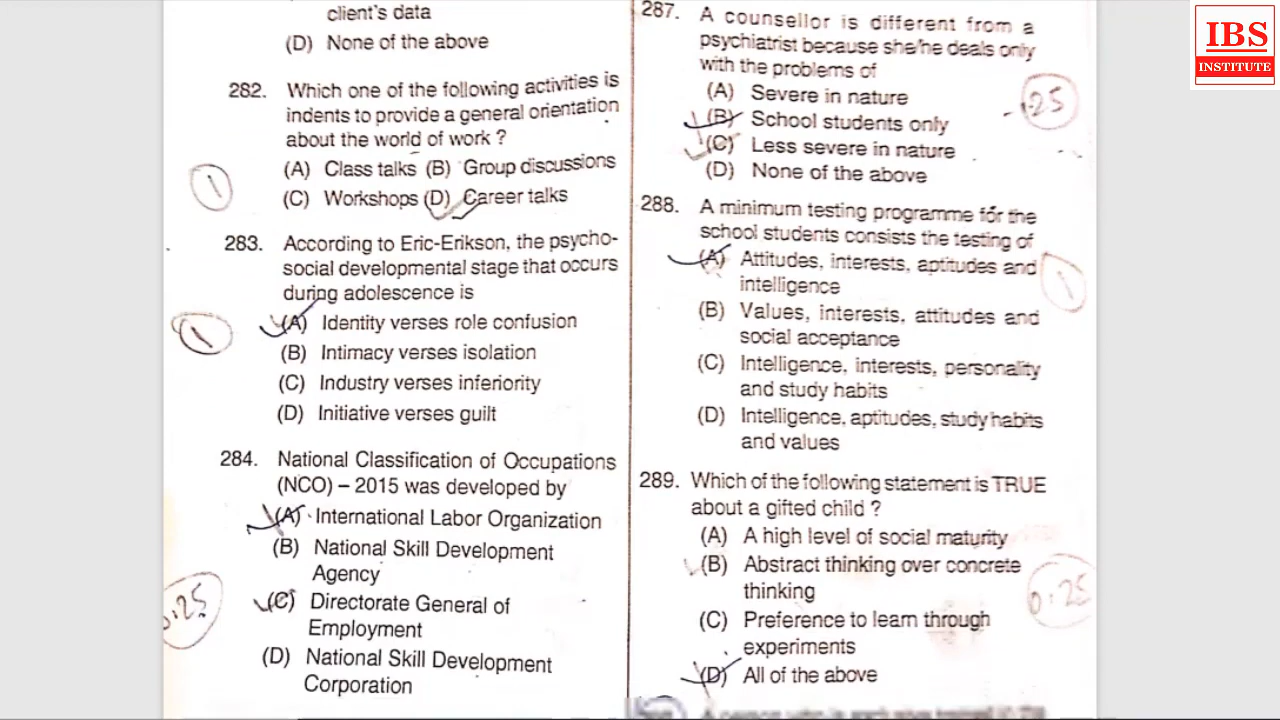 client's data
(D) None of the above
282. Which one of the following activities is
indents to provide a general orientation
about the world of work ?
(A) Class talks (B) Group discussions
1
(C) Workshops (D) Career talks
283. According to Eric-Erikson, the psycho-
social developmental stage that occurs
during adolescence is
1
(A) Identity verses role confusion
(B) Intimacy verses isolation
(C) Industry verses inferiority
(D) Initiative verses guilt
284. National Classification of Occupations
(NCO) – 2015 was developed by
(A) International Labor Organization
(B) National Skill Development
Agency
0.25
(C) Directorate General of
Employment
(D) National Skill Development
Corporation
287. A counsellor is different from a
psychiatrist because she/he deals only
with the problems of
(A) Severe in nature
-.25
(B) School students only
(C) Less severe in nature
(D) None of the above
288. A minimum testing programme for the
school students consists the testing of
(A) Attitudes, interests, aptitudes and
intelligence
1
(B) Values, interests, attitudes and
social acceptance
(C) Intelligence, interests, personality
and study habits
(D) Intelligence, aptitudes, study habits
and values
289. Which of the following statement is TRUE
about a gifted child ?
(A) A high level of social maturity
(B) Abstract thinking over concrete
thinking
0.25
(C) Preference to learn through
experiments
(D) All of the above
IBS
INSTITUTE